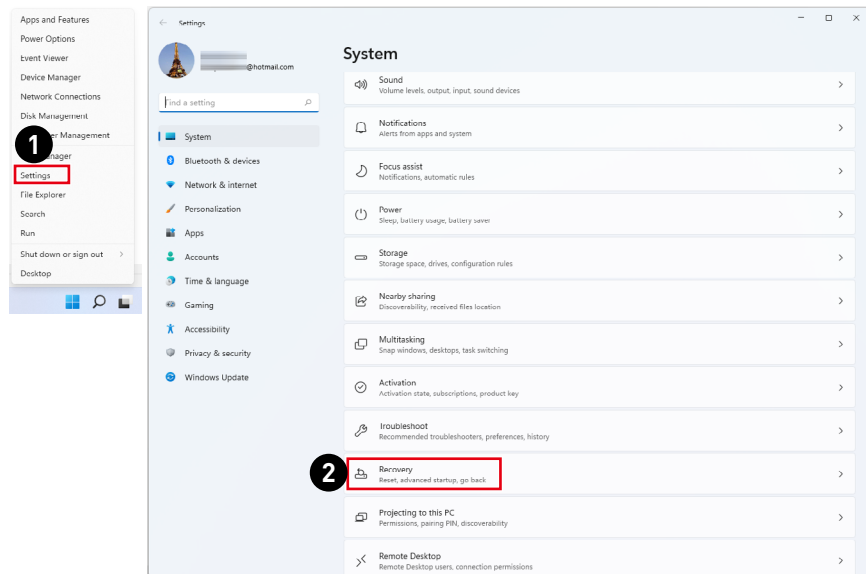 Apps and Features
Power Options
Event Viewer
Device Manager
Network Connections
Disk Management
Management
1
Settings
File Explorer
Search
Run
Shut down or sign out
Desktop
Settings
@hotmail.com
Find a setting
System
Bluetooth & devices
Network & internet
Personalization
Apps
Accounts
Time & language
Gaming
Accessibility
Privacy & security
Windows Update
System
Sound
Volume levels, output, input, sound devices
Notifications
Alerts from apps and system
Focus assist
Notifications, automatic rules
Power
Sleep, battery usage, battery saver
Storage
Storage space, drives, configuration rules
Nearby sharing
Discoverability, received files location
Multitasking
Snap windows, desktops, task switching
Activation
Activation state, subscriptions, product key
Troubleshoot
Recommended troubleshooters, preferences, history
2
Recovery
Reset, advanced startup, go back
Projecting to this PC
Permissions, pairing PIN, discoverability
Remote Desktop
Remote Desktop users, connection permissions